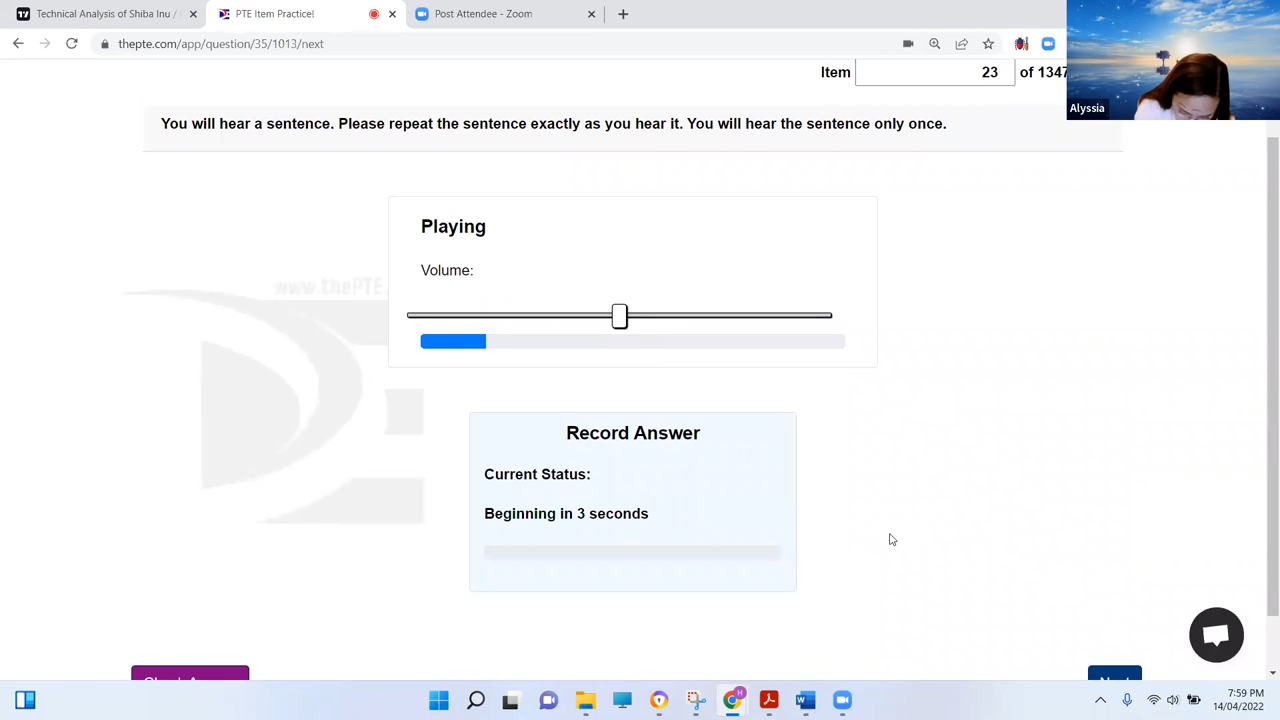 Technical Analysis of Shiba Inu /
PTE Item Practice!
Post Attendee - Zoom
thepte.com/app/question/35/1013/next
Alyssia
Item 23 of 1347
You will hear a sentence. Please repeat the sentence exactly as you hear it. You will hear the sentence only once.
Playing
Volume:
www.thePTE.
Record Answer
Current Status:
Beginning in 3 seconds
7:59 PM
14/04/2022